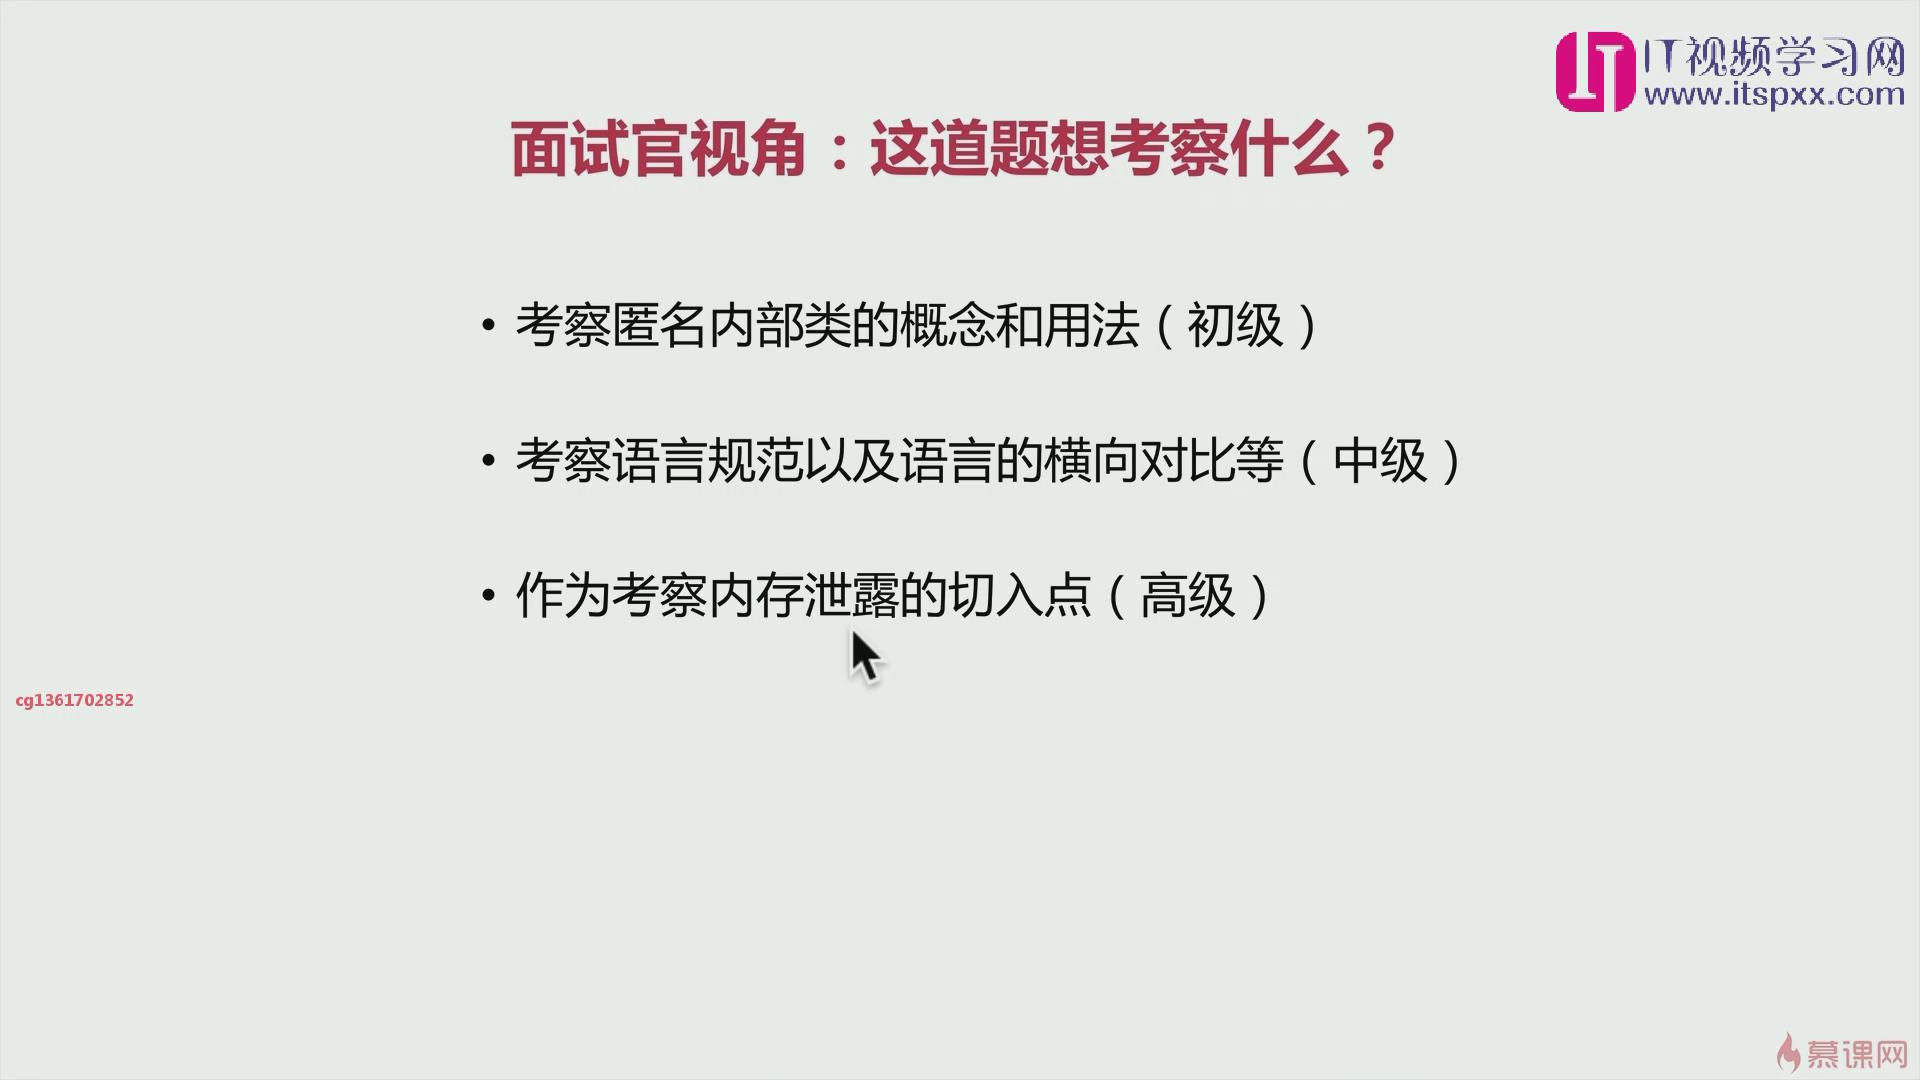 IT视频学习网
www.itspxx.com
面试官视角：这道题想考察什么？
• 考察匿名内部类的概念和用法（初级）
• 考察语言规范以及语言的横向对比等（中级）
• 作为考察内存泄露的切入点（高级）
cg1361702852
慕课网